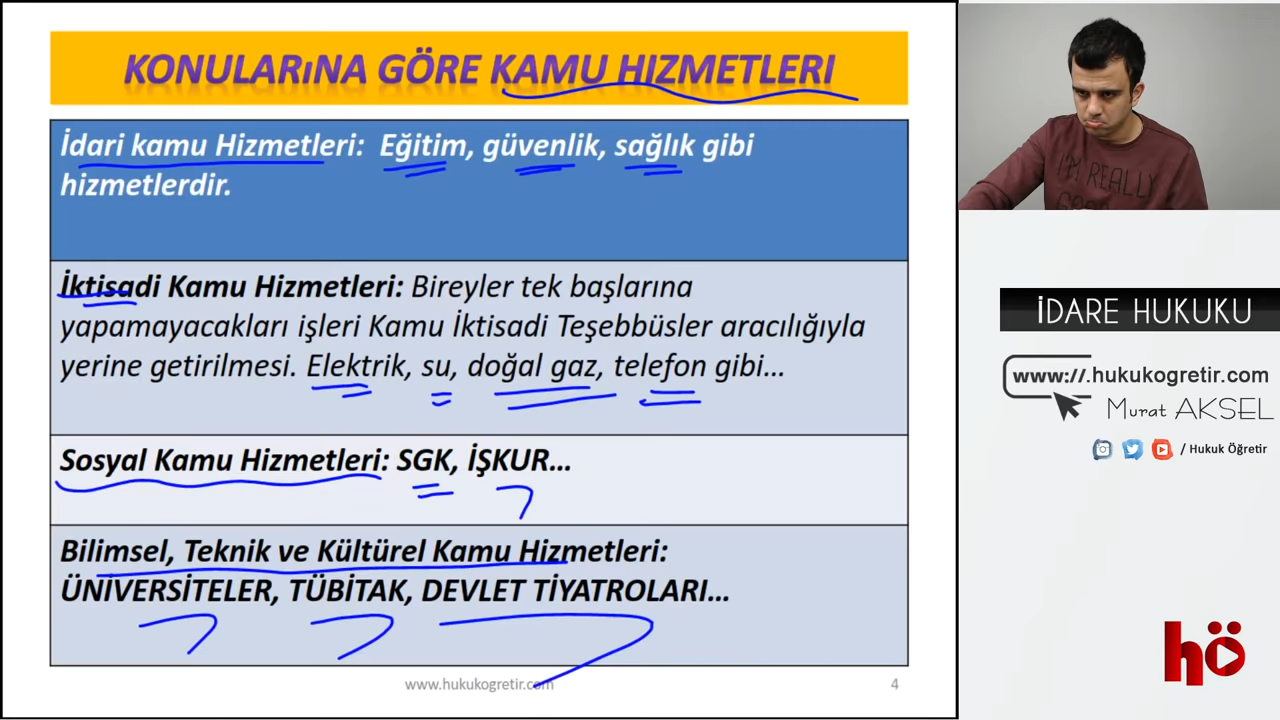 KONULARıNA GÖRE KAMU HIZMETLERI
İdari kamu Hizmetleri: Eğitim, güvenlik, sağlık gibi
hizmetlerdir.
İktisadi Kamu Hizmetleri: Bireyler tek başlarına
yapamayacakları işleri Kamu İktisadi Teşebbüsler aracılığıyla
yerine getirilmesi. Elektrik, su, doğal gaz, telefon gibi...
Sosyal Kamu Hizmetleri: SGK, İŞKUR...
Bilimsel, Teknik ve Kültürel Kamu Hizmetleri:
ÜNİVERSİTELER, TÜBİTAK, DEVLET TİYATROLARI...
www.hukukogretir.com
4
I'M REALLY
İDARE HUKUKU
www://.hukukogretir.com
Murat AKSEL
/ Hukuk Öğretir
hö